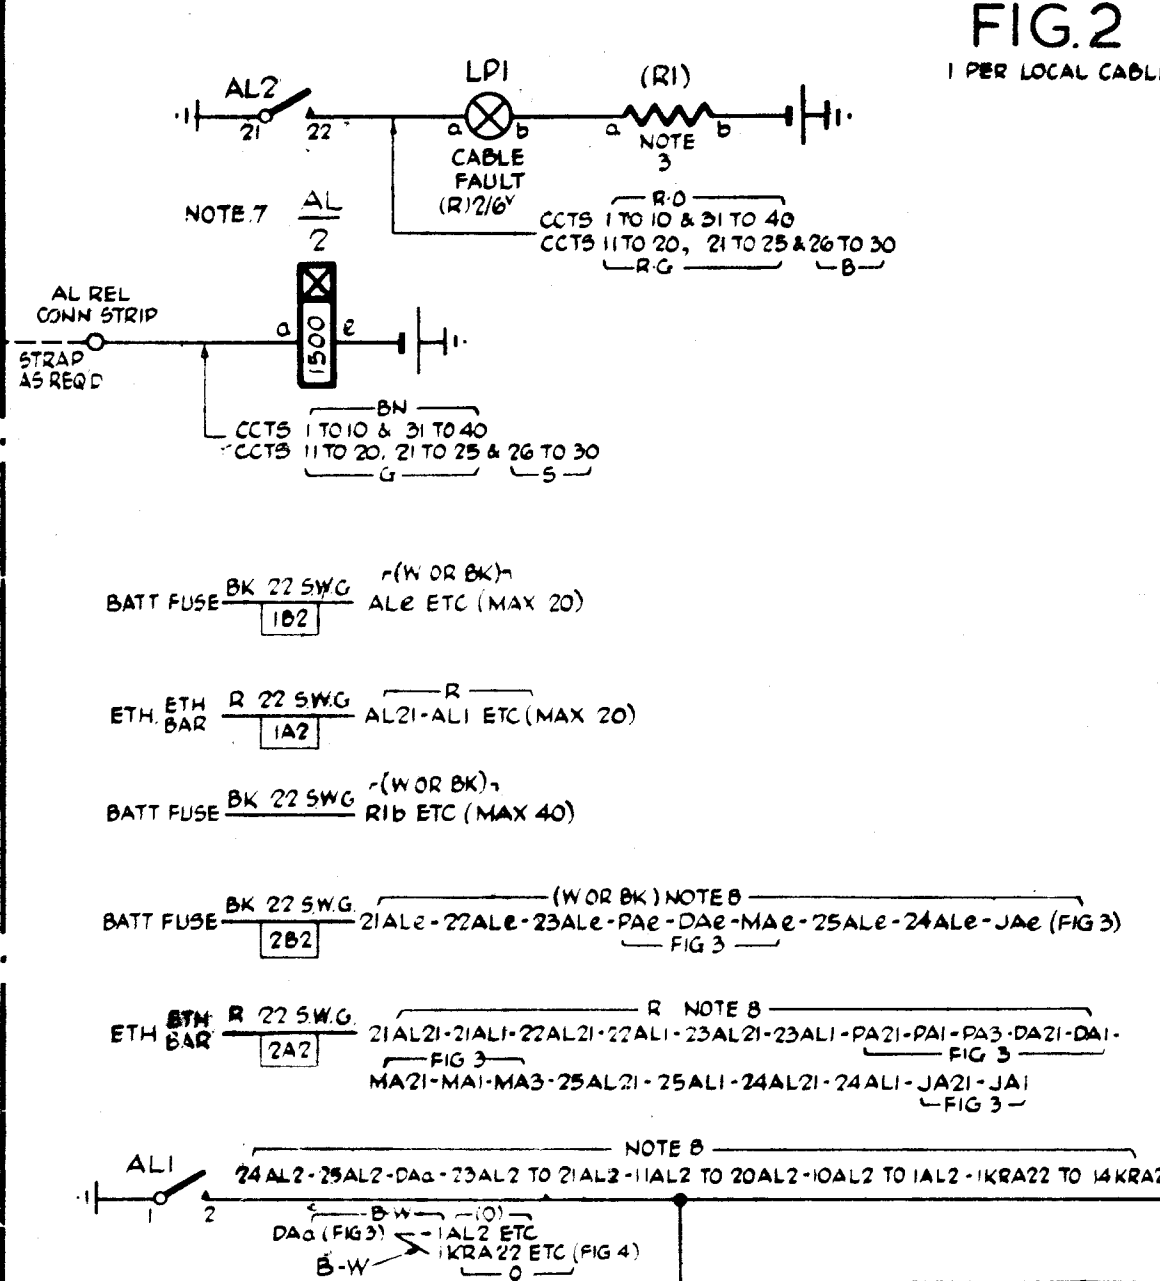 FIG.2
1 PER LOCAL
AL2
21
22
LP1
a
b
CABLE
FAULT
(R)2/6V
(R1)
a
b
NOTE
3
R-O
CCTS 1 TO 10 & 31 TO 40
CCTS 11 TO 20, 21 TO 25 & 26 TO 30
R-G
B
NOTE.7
AL
2
AL REL
CONN STRIP
a
1500
e
STRAP
AS REQ'D
BN
CCTS 1 TO 10 & 31 TO 40
CCTS 11 TO 20, 21 TO 25 & 26 TO 30
G
S
(W OR BK)
BATT FUSE BK 22 S.W.G ALe ETC (MAX 20)
1B2
R
ETH. ETH BAR R 22 S.W.G AL21-AL1 ETC (MAX 20)
1A2
(W OR BK)
BATT FUSE BK 22 SWG R1b ETC (MAX 40)
(W OR BK) NOTE 8
BATT FUSE BK 22 S.W.G. 21ALe-22ALe-23ALe-PAe-DAe-MAe-25ALe-24ALe-JAe (FIG 3)
2B2
FIG 3
R NOTE 8
ETH ETH BAR R 22 S.W.G. 21AL21-21AL1-22AL21-22AL1-23AL21-23AL1-PA21-PA1-PA3-DA21-DA1-
2A2
FIG 3
FIG 3
MA21-MA1-MA3-25AL21-25AL1-24AL21-24AL1-JA21-JA1
FIG 3
NOTE 8
AL1
24AL2-25AL2-DAa-23AL2 TO 21AL2-11AL2 TO 20AL2-10AL2 TO 1AL2-1KRA22 TO
1
2
B-W
(O)
DAa (FIG 3)
1AL2 ETC
1KRA22 ETC (FIG 4)
B-W
O